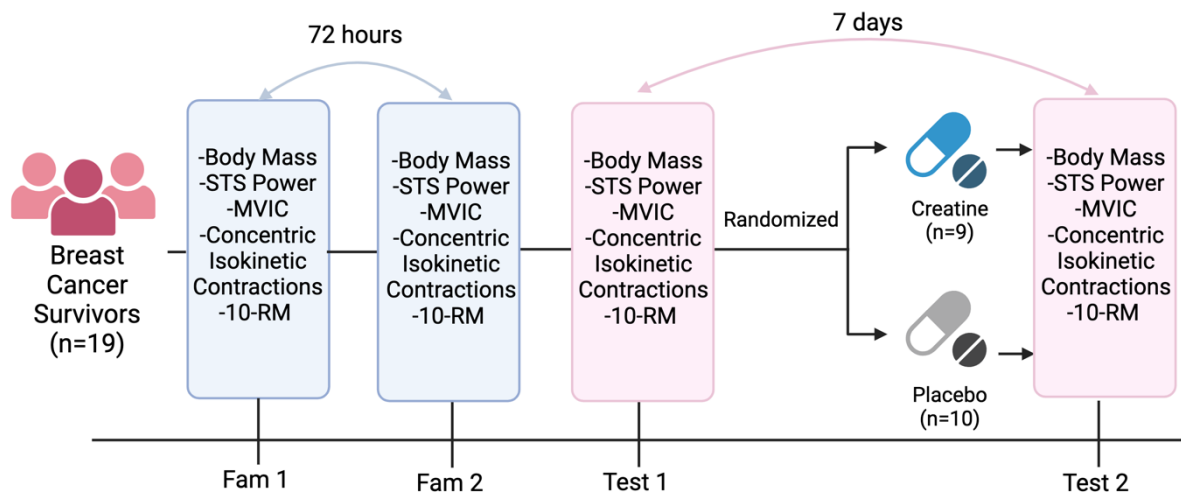 72 hours
7 days
Breast
Cancer
Survivors
(n=19)
-Body Mass
-STS Power
-MVIC
-Concentric
Isokinetic
Contractions
-10-RM
-Body Mass
-STS Power
-MVIC
-Concentric
Isokinetic
Contractions
-10-RM
-Body Mass
-STS Power
-MVIC
-Concentric
Isokinetic
Contractions
-10-RM
Randomized
Creatine
(n=9)
Placebo
(n=10)
-Body Mass
-STS Power
-MVIC
-Concentric
Isokinetic
Contractions
-10-RM
Fam 1
Fam 2
Test 1
Test 2